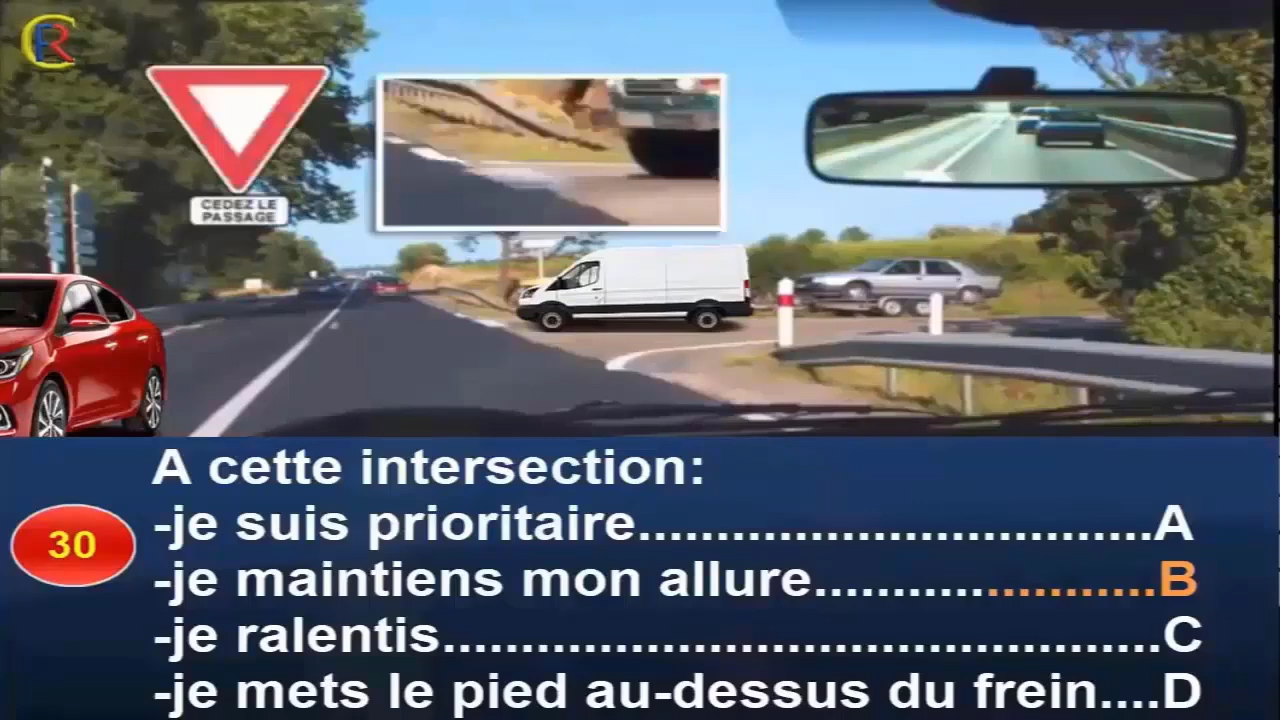 CFR
CEDEZ LE
PASSAGE
A cette intersection:
-je suis prioritaire.................................A
-je maintiens mon allure......................B
-je ralentis..............................................C
-je mets le pied au-dessus du frein....D
30